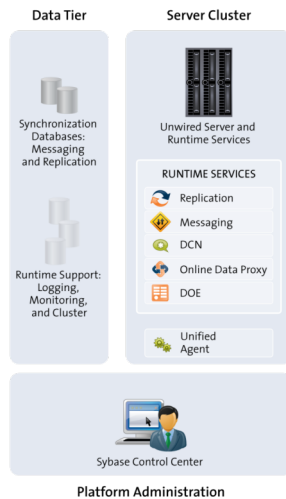 Data Tier
Synchronization
Databases:
Messaging
and Replication
Runtime Support:
Logging,
Monitoring,
and Cluster
Server Cluster
Unwired Server and
Runtime Services
RUNTIME SERVICES
Replication
Messaging
DCN
Online Data Proxy
DOE
Unified
Agent
Sybase Control Center
Platform Administration